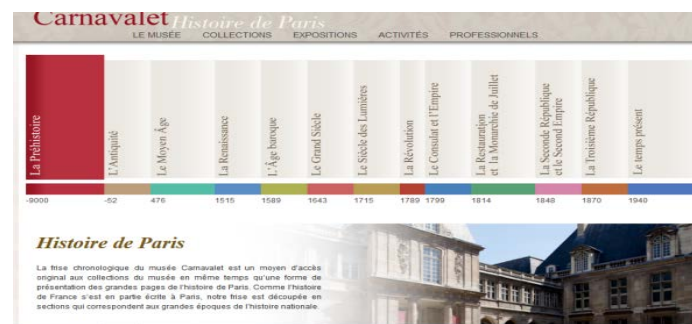 Carnavalet Histoire de Paris
LE MUSÉE COLLECTIONS EXPOSITIONS ACTIVITÉS PROFESSIONNELS
La Préhistoire
L'Antiquité
Le Moyen Âge
La Renaissance
L'Âge baroque
Le Grand Siècle
Le Siècle des Lumières
La Révolution
Le Consulat et l'Empire
La Restauration
et la Monarchie de Juillet
La Seconde République
et le Second Empire
La Troisième République
Le temps présent
-9000 -52 476 1515 1589 1643 1715 1789 1799 1814 1848 1870 1940
Histoire de Paris
La frise chronologique du musée Carnavalet est un moyen d'accès
original aux collections du musée en même temps qu'une forme de
présentation des grandes pages de l'histoire de Paris. Comme l'histoire
de France s'est en partie écrite à Paris, notre frise est découpée en
sections qui correspondent aux grandes époques de l'histoire nationale.